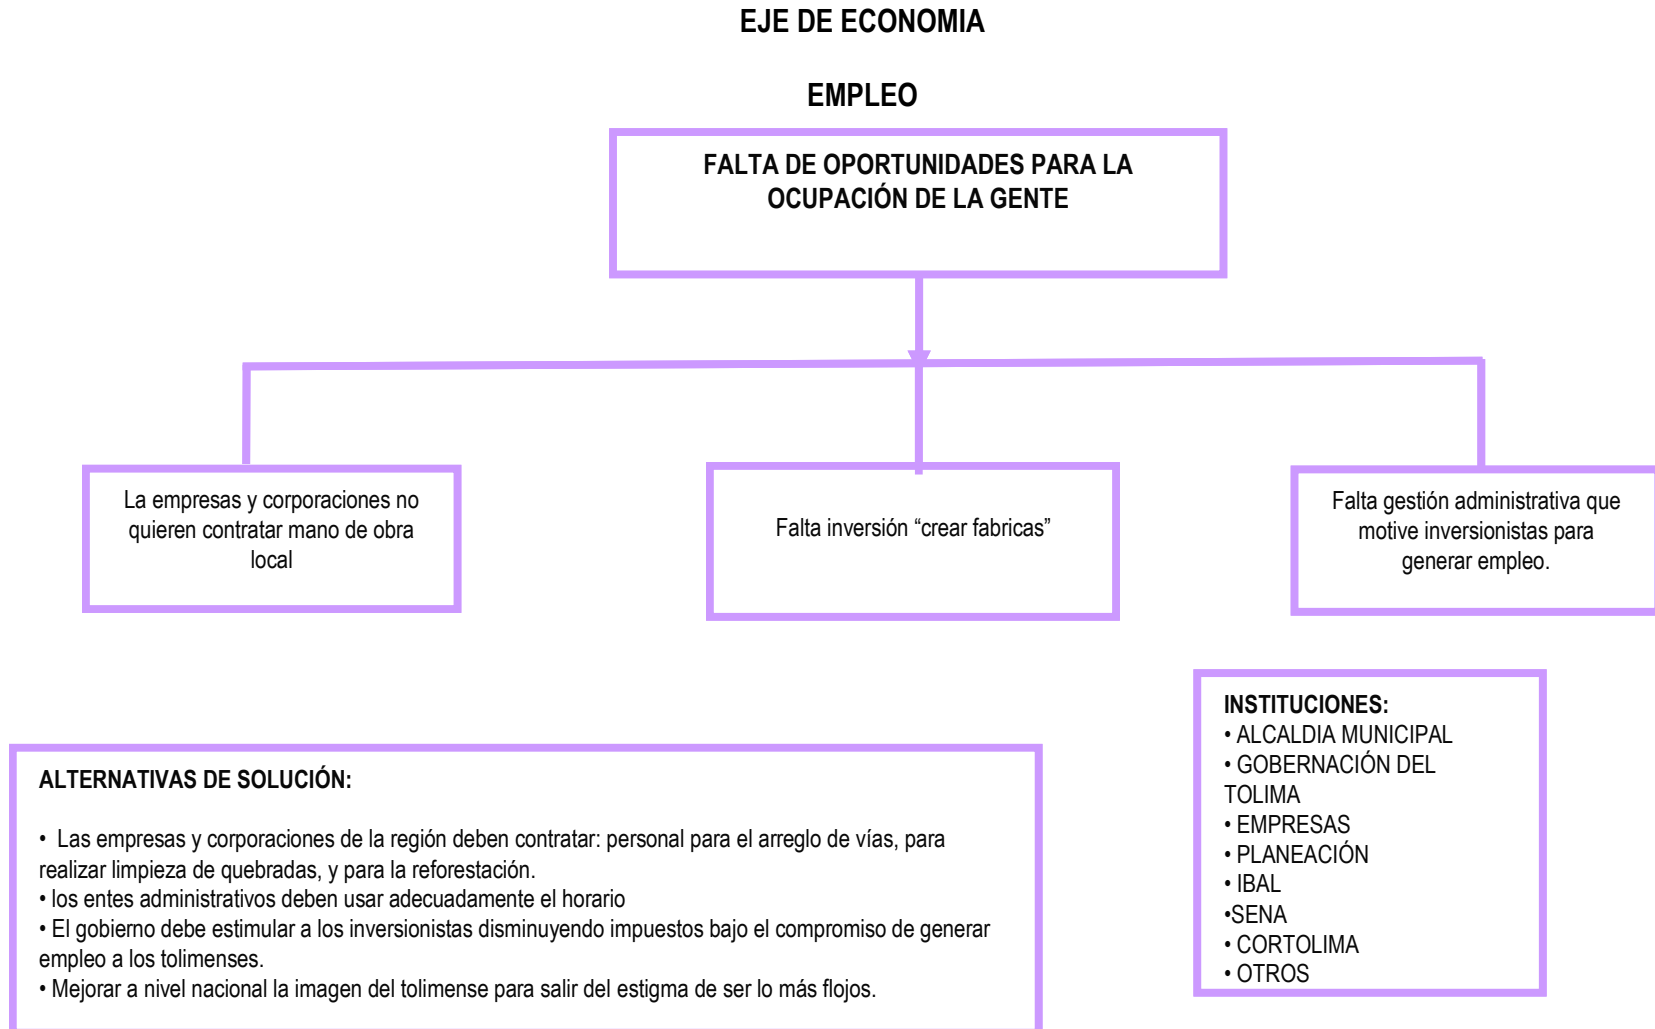 EJE DE ECONOMIA
EMPLEO
FALTA DE OPORTUNIDADES PARA LA
OCUPACIÓN DE LA GENTE
La empresas y corporaciones no
quieren contratar mano de obra
local
Falta inversión “crear fabricas”
Falta gestión administrativa que
motive inversionistas para
generar empleo.
ALTERNATIVAS DE SOLUCIÓN:
• Las empresas y corporaciones de la región deben contratar: personal para el arreglo de vías, para
realizar limpieza de quebradas, y para la reforestación.
• los entes administrativos deben usar adecuadamente el horario
• El gobierno debe estimular a los inversionistas disminuyendo impuestos bajo el compromiso de generar
empleo a los tolimenses.
• Mejorar a nivel nacional la imagen del tolimense para salir del estigma de ser lo más flojos.
INSTITUCIONES:
• ALCALDIA MUNICIPAL
• GOBERNACIÓN DEL
TOLIMA
• EMPRESAS
• PLANEACIÓN
• IBAL
•SENA
• CORTOLIMA
• OTROS